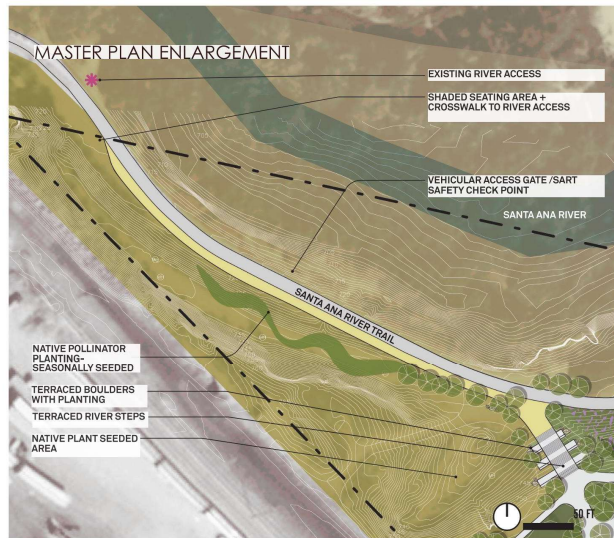 MASTER PLAN ENLARGEMENT
EXISTING RIVER ACCESS
SHADED SEATING AREA +
CROSSWALK TO RIVER ACCESS
VEHICULAR ACCESS GATE /SART
SAFETY CHECK POINT
SANTA ANA RIVER
SANTA ANA RIVER TRAIL
NATIVE POLLINATOR
PLANTING-
SEASONALLY SEEDED
TERRACED BOULDERS
WITH PLANTING
TERRACED RIVER STEPS
NATIVE PLANT SEEDED
AREA
50 FT